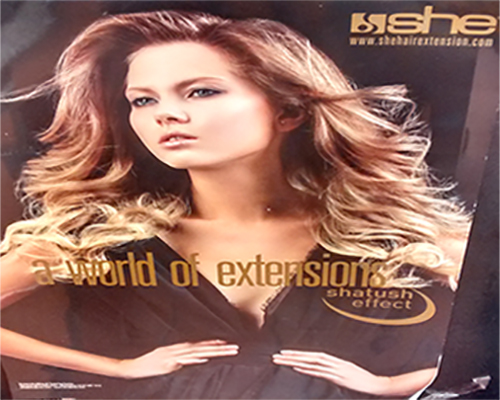 she
www.shehairextension.com
a world of extensions
shatush
effect